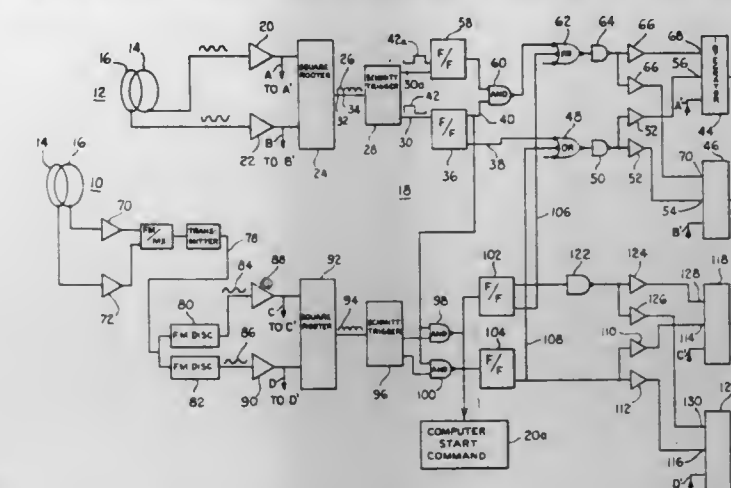 20
58
62
64
66
68
14
16
42a
F/F
OR
56
INTEGRATOR
A
TO A'
SQUARE ROOTER
26
34
32
SCHMITT TRIGGER
30a
42
60
AND
66
A'
12
28
30
F/F
40
48
52
44
B
TO B'
22
24
36
38
OR
46
14
16
10
18
50
52
70
54
106
B'
70
FM/MX
TRANSMITTER
78
88
92
102
122
124
118
72
84
94
98
F/F
126
128
80
FM DISC
C
TO C'
SQUARE ROOTER
SCHMITT TRIGGER
AND
104
108
110
114
86
C'
FM DISC
AND
F/F
82
90
D
TO D'
96
100
112
12
130
COMPUTER START COMMAND
20a
116
D'